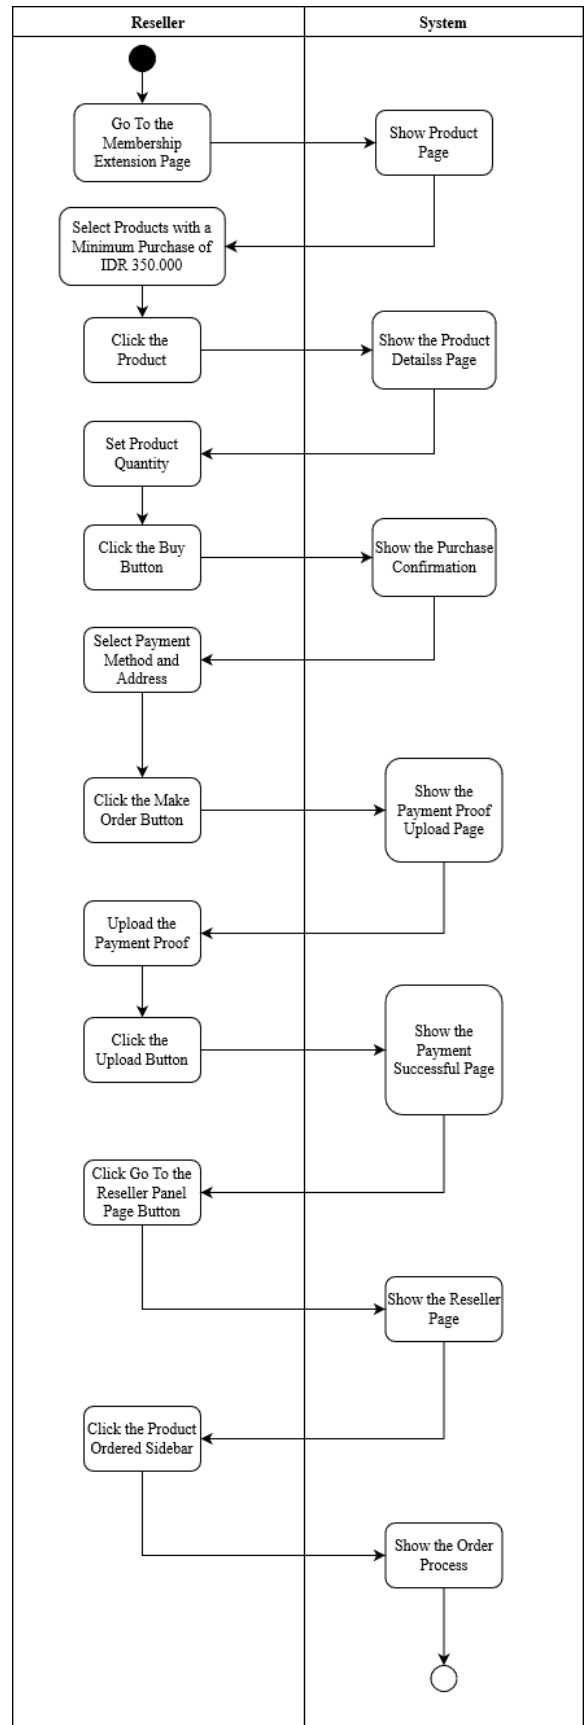 Reseller
System
Go To the
Membership
Extension Page
Show Product
Page
Select Products with a
Minimum Purchase of
IDR 350.000
Click the
Product
Show the Product
Detailss Page
Set Product
Quantity
Click the Buy
Button
Show the Purchase
Confirmation
Select Payment
Method and
Address
Click the Make
Order Button
Show the
Payment Proof
Upload Page
Upload the
Payment Proof
Click the
Upload Button
Show the
Payment
Successful Page
Click Go To the
Reseller Panel
Page Button
Show the Reseller
Page
Click the Product
Ordered Sidebar
Show the Order
Process